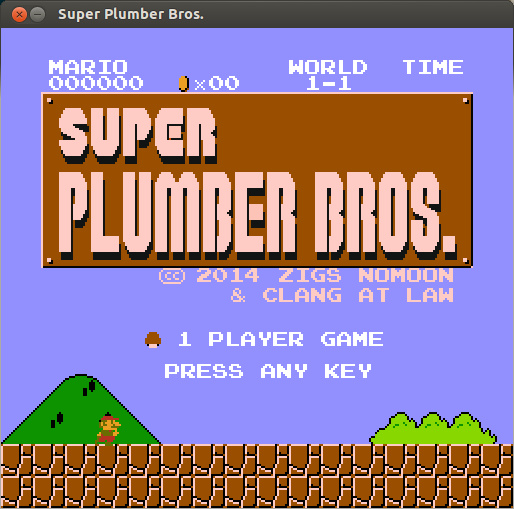 Super Plumber Bros.
MARIO WORLD TIME
000000 ×00 1-1
SUPER
PLUMBER BROS.
(cc) 2014 ZIGS NOMOON
& CLANG AT LAW
1 PLAYER GAME
PRESS ANY KEY